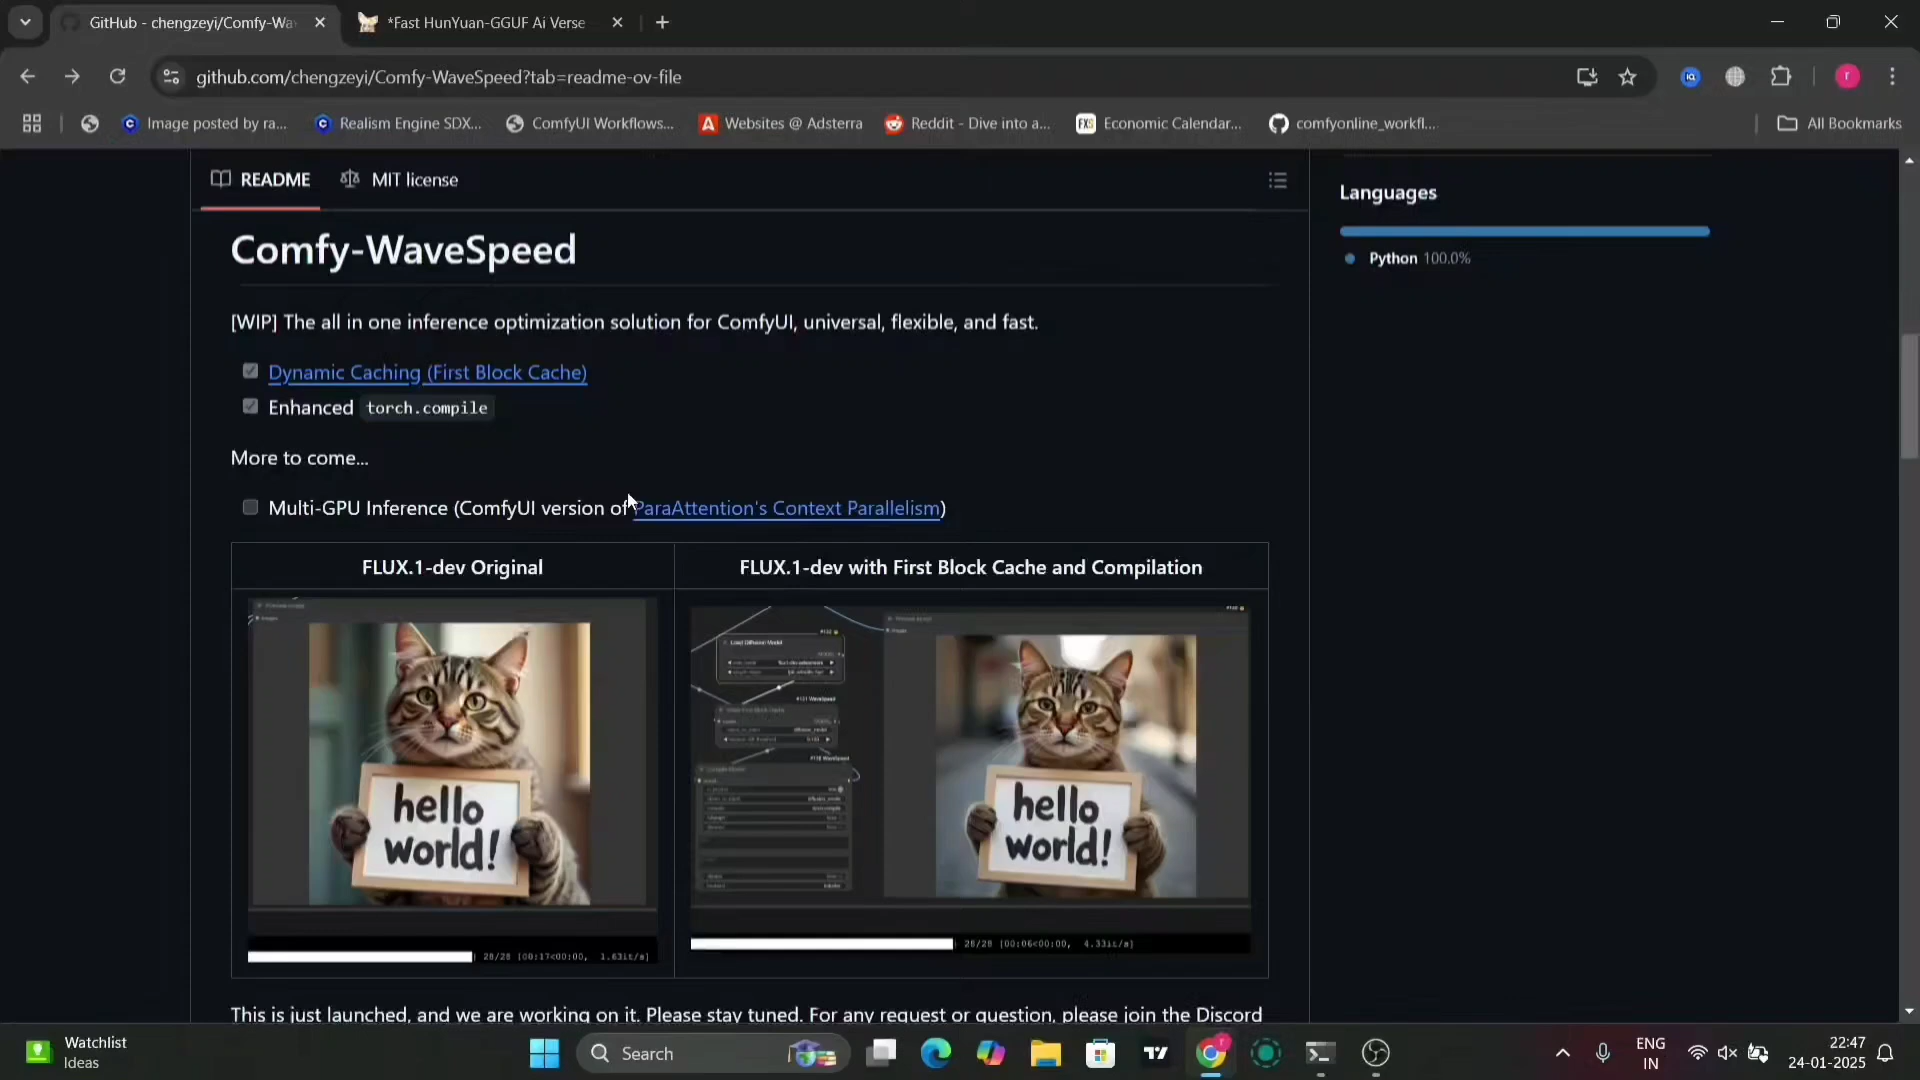 GitHub - chengzeyi/Comfy-Wa
*Fast HunYuan-GGUF Ai Verse
github.com/chengzeyi/Comfy-WaveSpeed?tab=readme-ov-file
Image posted by ra...
Realism Engine SDX...
ComfyUI Workflows...
Websites @ Adsterra
Reddit - Dive into a...
FXS
Economic Calendar...
comfyonline_workfl...
All Bookmarks
README
MIT license
Languages
Python 100.0%
Comfy-WaveSpeed
[WIP] The all in one inference optimization solution for ComfyUI, universal, flexible, and fast.
Dynamic Caching (First Block Cache)
Enhanced torch.compile
More to come...
Multi-GPU Inference (ComfyUI version of ParaAttention's Context Parallelism)
FLUX.1-dev Original
FLUX.1-dev with First Block Cache and Compilation
Load Diffusion Model
hello
world!
hello
world!
28/28 [00:17<00:00, 1.63it/s]
28/28 [00:06<00:00, 4.33it/s]
This is just launched, and we are working on it. Please stay tuned. For any request or question, please join the Discord
Watchlist
Ideas
Search
ENG
IN
22:47
24-01-2025